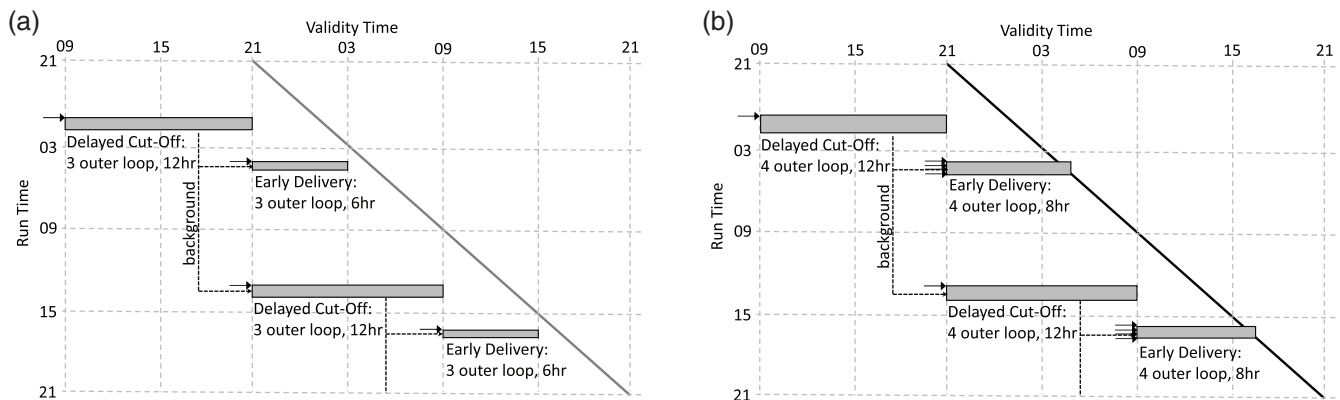 (a)
Validity Time
09 15 21 03 09 15 21
21
Delayed Cut-Off:
03
3 outer loop, 12hr
Early Delivery:
3 outer loop, 6hr
background
Run Time
09
Delayed Cut-Off:
15
3 outer loop, 12hr
Early Delivery:
3 outer loop, 6hr
21
(b)
Validity Time
09 15 21 03 09 15 21
21
Delayed Cut-Off:
03
4 outer loop, 12hr
Early Delivery:
4 outer loop, 8hr
background
Run Time
09
Delayed Cut-Off:
15
4 outer loop, 12hr
Early Delivery:
4 outer loop, 8hr
21